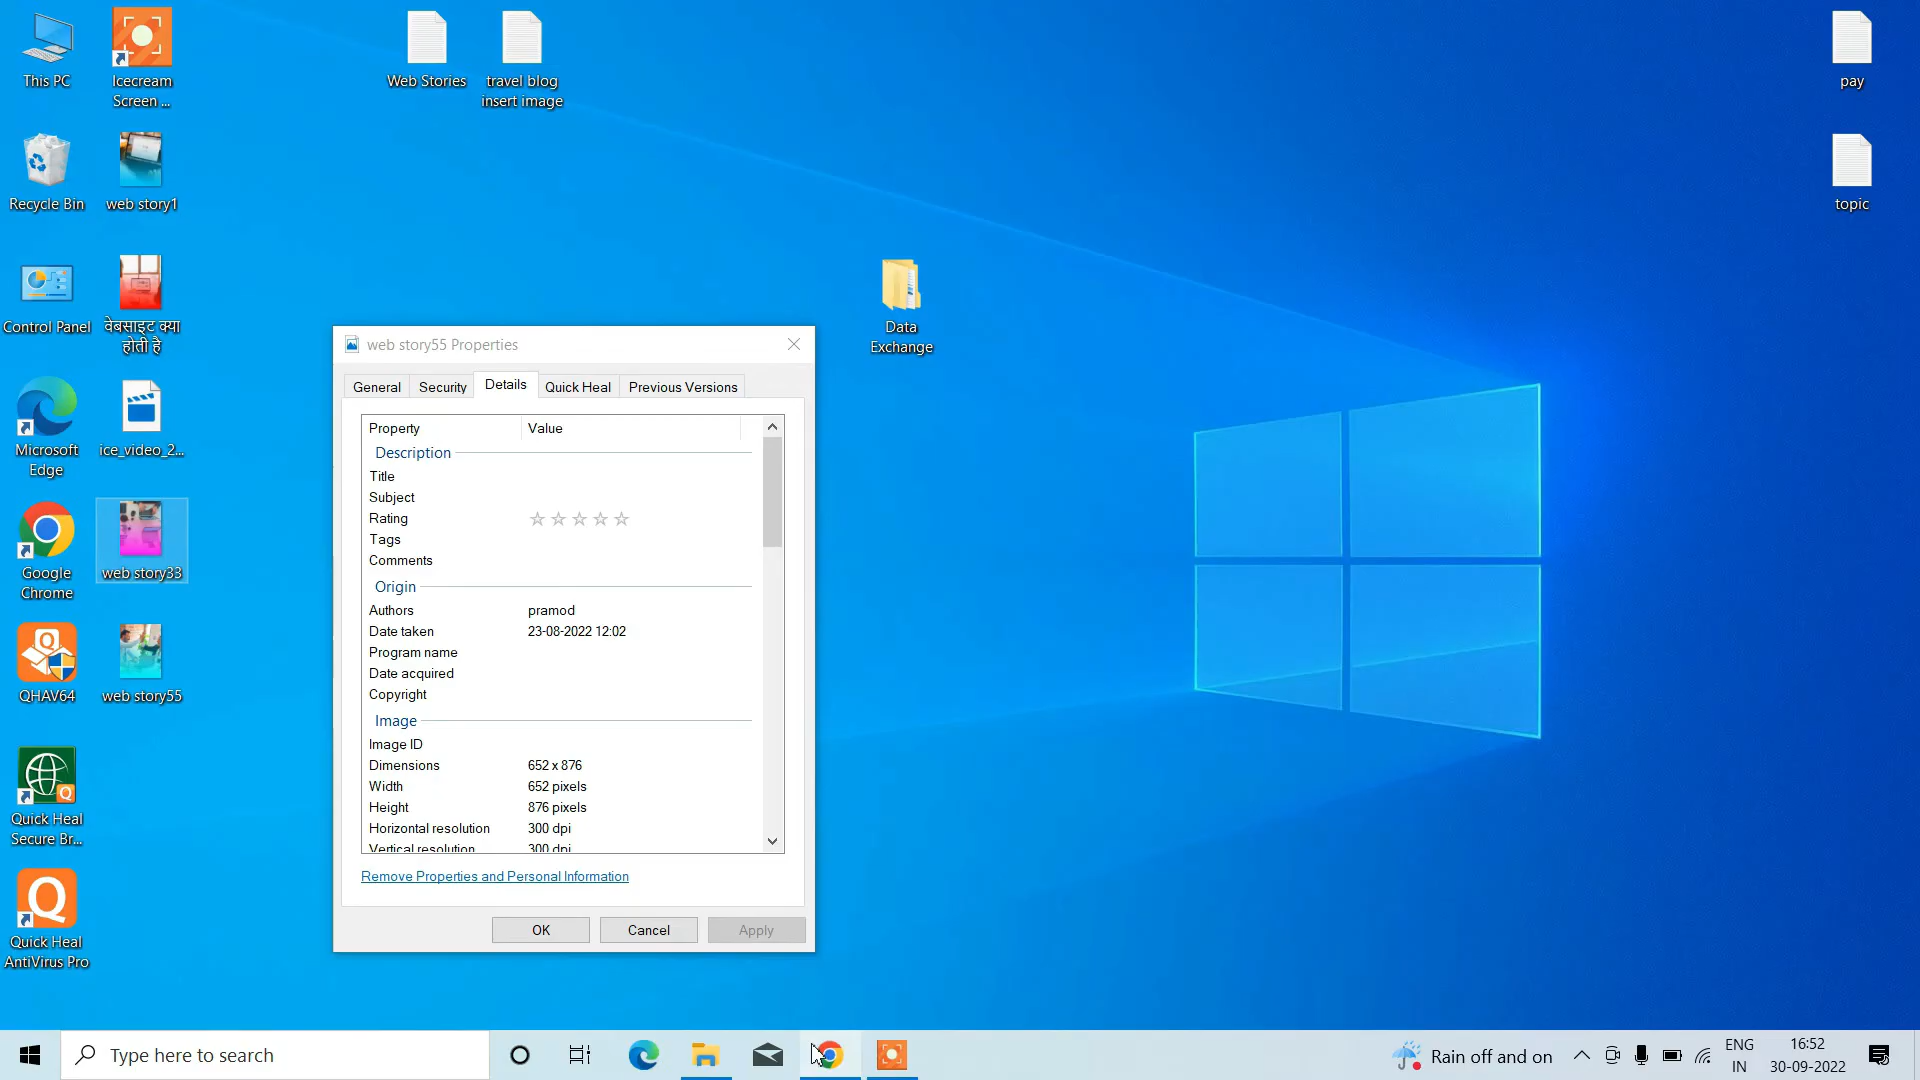 This PC
Icecream
Screen ...
Web Stories
travel blog
insert image
pay
Recycle Bin
web story1
topic
Control Panel
वेबसाइट क्या
होती है
Data
Exchange
Microsoft
Edge
ice_video_2...
Google
Chrome
web story33
QHAV64
web story55
Quick Heal
Secure Br...
Quick Heal
AntiVirus Pro
web story55 Properties
General
Security
Details
Quick Heal
Previous Versions
Property Value
Description
Title
Subject
Rating
Tags
Comments
Origin
Authors pramod
Date taken 23-08-2022 12:02
Program name
Date acquired
Copyright
Image
Image ID
Dimensions 652 x 876
Width 652 pixels
Height 876 pixels
Horizontal resolution 300 dpi
Vertical resolution 300 dpi
Remove Properties and Personal Information
OK
Cancel
Apply
Type here to search
Rain off and on
ENG
IN
16:52
30-09-2022